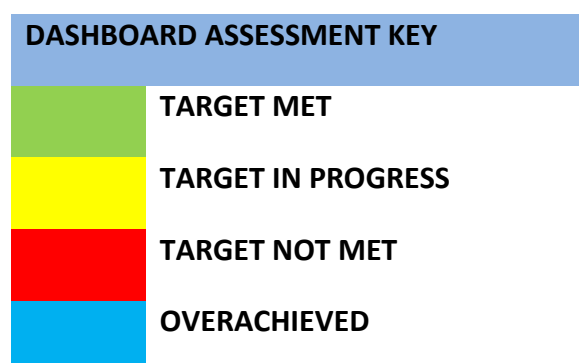 DASHBOARD ASSESSMENT KEY
TARGET MET
TARGET IN PROGRESS
TARGET NOT MET
OVERACHIEVED